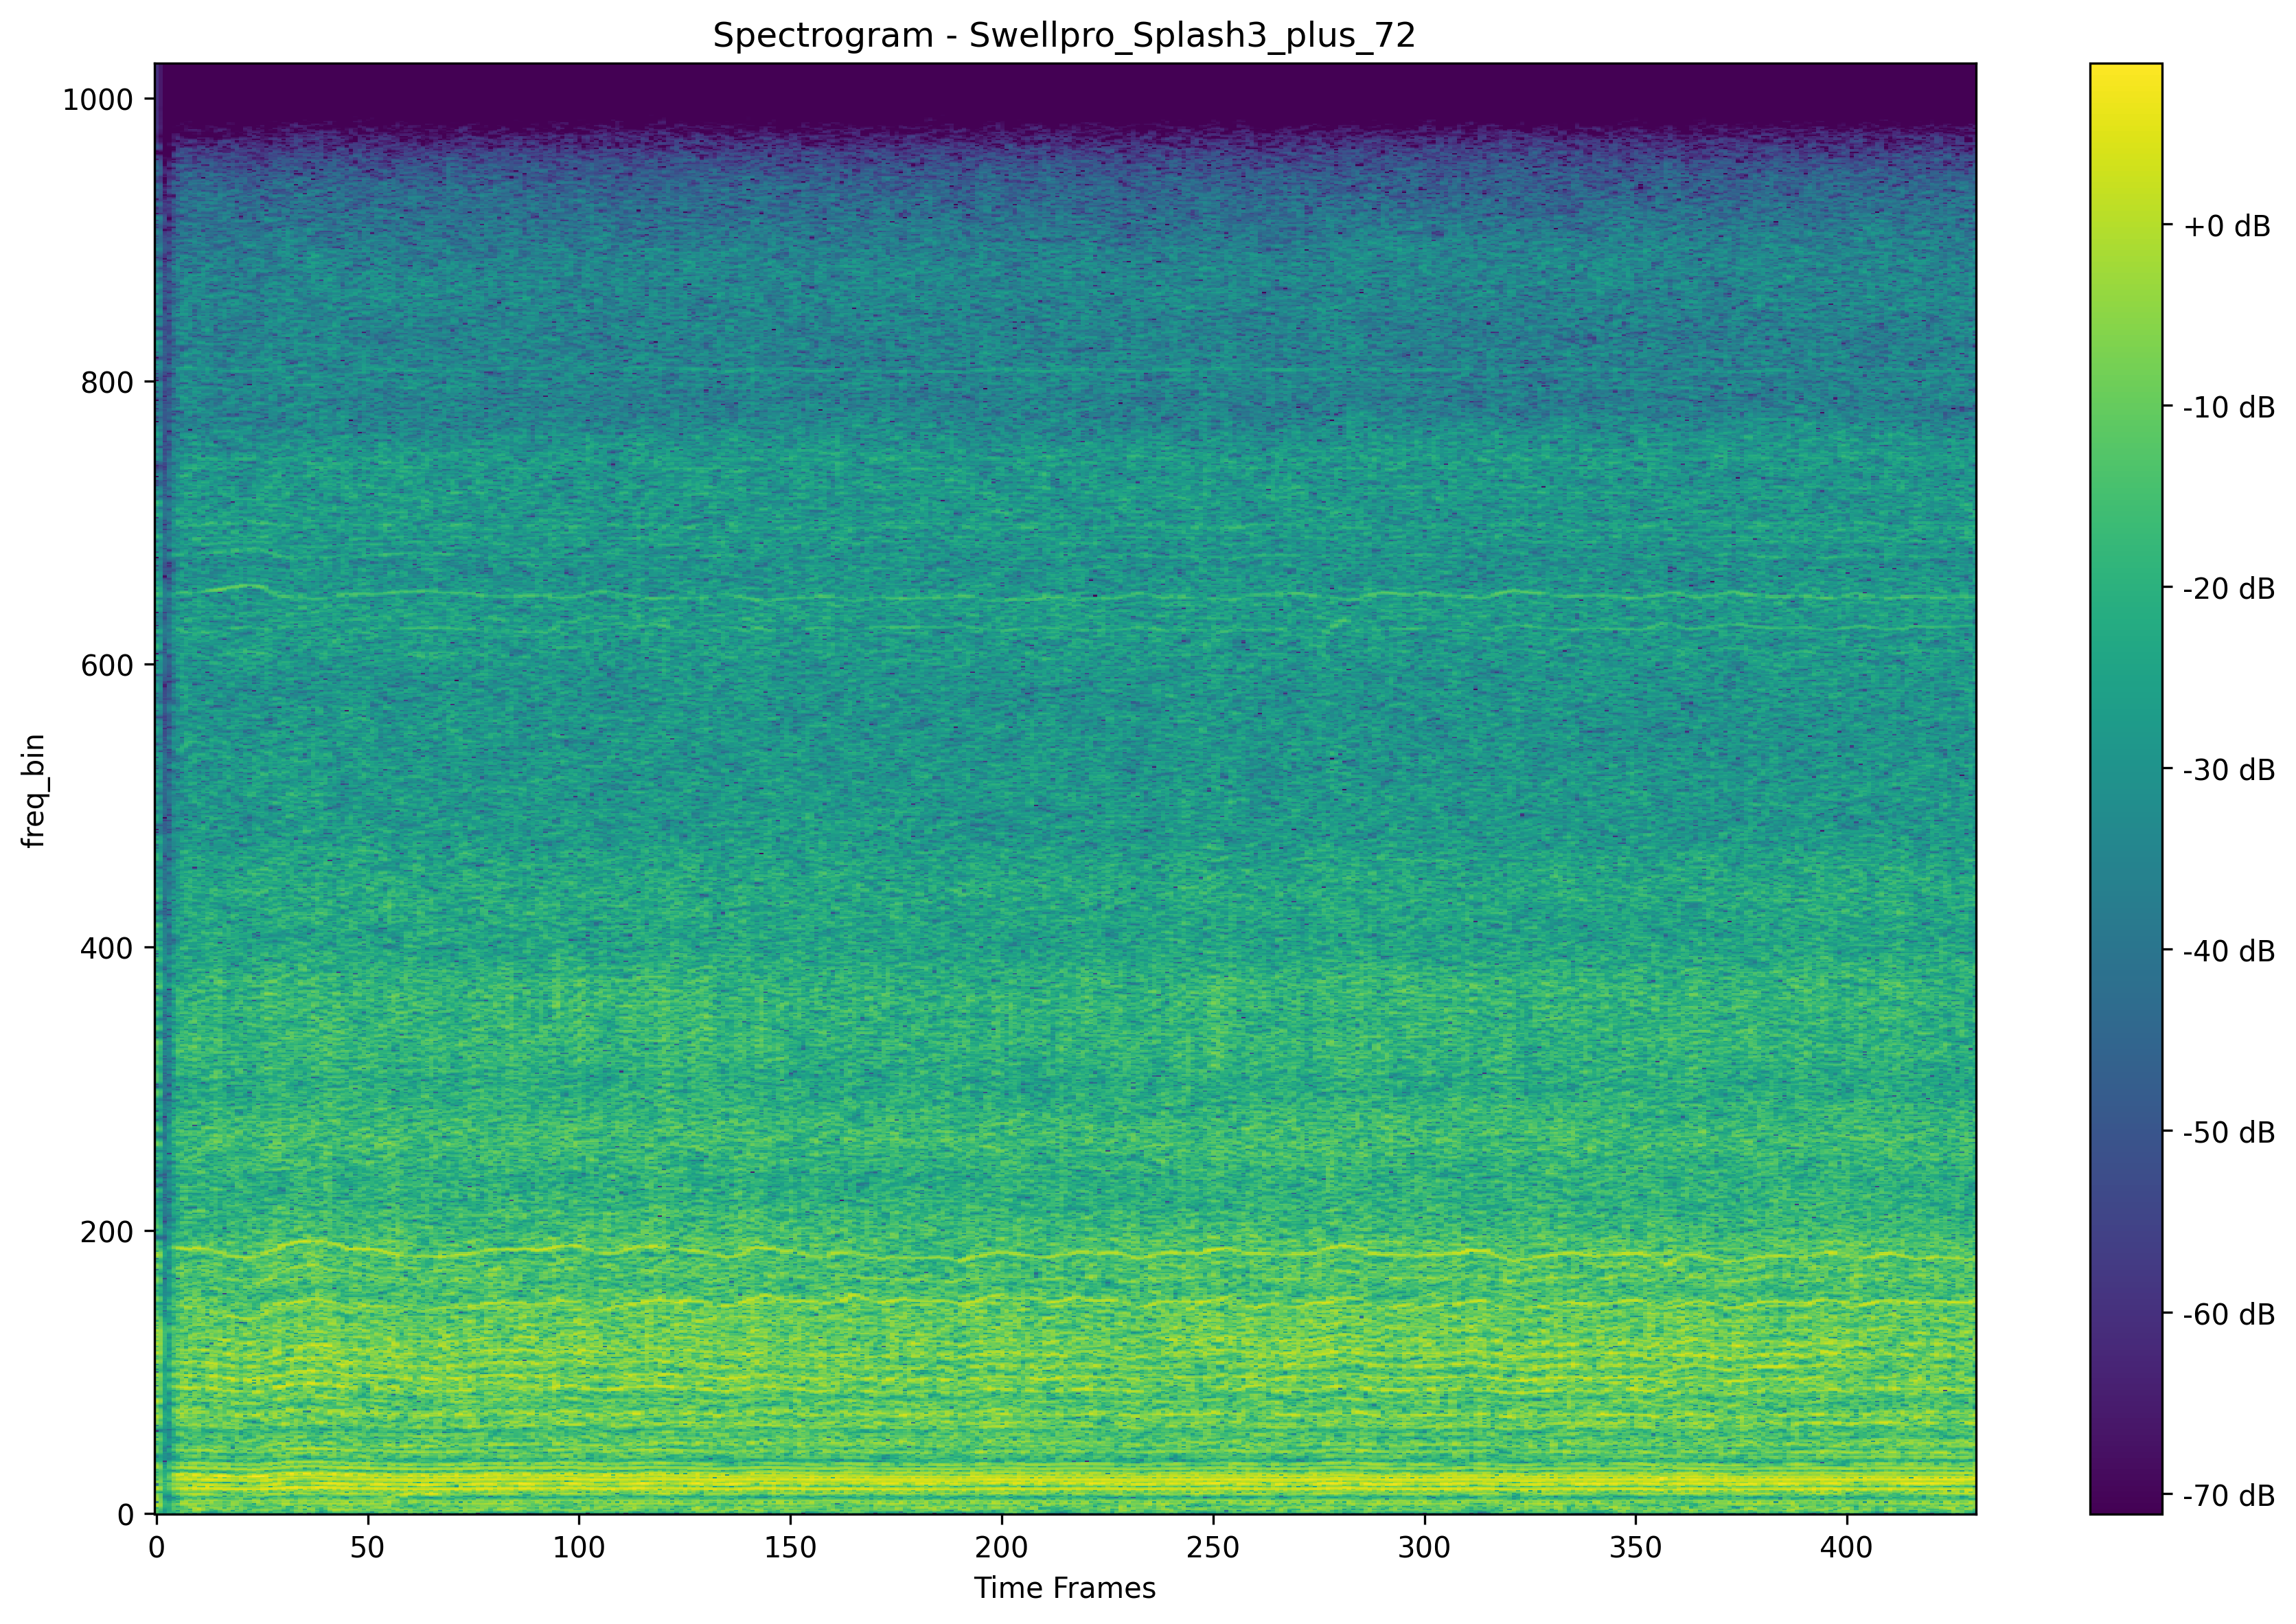 Spectrogram - Swellpro_Splash3_plus_72
1000
800
600
400
200
0
freq_bin
0 50 100 150 200 250 300 350 400
Time Frames
+0 dB
-10 dB
-20 dB
-30 dB
-40 dB
-50 dB
-60 dB
-70 dB